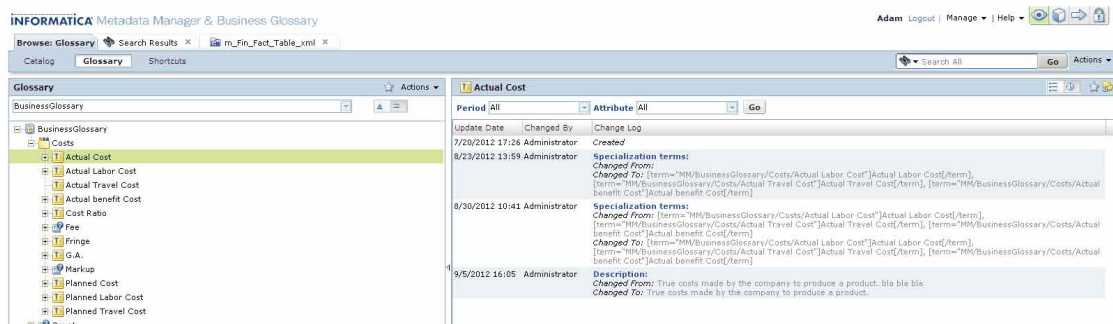 INFORMATICA Metadata Manager & Business Glossary
Adam Logout | Manage | Help
Browse: Glossary Search Results × m_Fin_Fact_Table_xml ×
Catalog Glossary Shortcuts
Search All Go Actions
Glossary Actions
BusinessGlossary
BusinessGlossary
Costs
Actual Cost
Actual Labor Cost
Actual Travel Cost
Actual benefit Cost
Cost Ratio
Fee
Fringe
G.A.
Markup
Planned Cost
Planned Labor Cost
Planned Travel Cost
Actual Cost
Period All Attribute All Go
Update Date Changed By Change Log
7/20/2012 17:26 Administrator Created
8/23/2012 13:59 Administrator Specialization terms:
Changed From:
Changed To: [term="MM/BusinessGlossary/Costs/Actual Labor Cost"]Actual Labor Cost[/term],
[term="MM/BusinessGlossary/Costs/Actual Travel Cost"]Actual Travel Cost[/term], [term="MM/BusinessGlossary/Costs/Actual
benefit Cost"]Actual benefit Cost[/term]
8/30/2012 10:41 Administrator Specialization terms:
Changed From: [term="MM/BusinessGlossary/Costs/Actual Labor Cost"]Actual Labor Cost[/term],
[term="MM/BusinessGlossary/Costs/Actual Travel Cost"]Actual Travel Cost[/term], [term="MM/BusinessGlossary/Costs/Actual
benefit Cost"]Actual benefit Cost[/term]
Changed To: [term="MM/BusinessGlossary/Costs/Actual Labor Cost"]Actual Labor Cost[/term],
[term="MM/BusinessGlossary/Costs/Actual Travel Cost"]Actual Travel Cost[/term], [term="MM/BusinessGlossary/Costs/Actual
benefit Cost"]Actual benefit Cost[/term]
9/5/2012 16:05 Administrator Description:
Changed From: True costs made by the company to produce a product. bla bla bla
Changed To: True costs made by the company to produce a product.